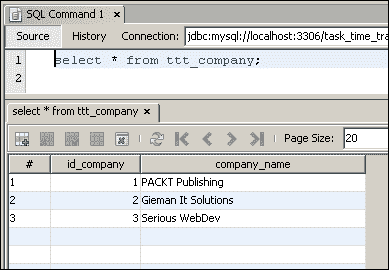 SQL Command 1
Source History Connection: jdbc:mysql://localhost:3306/task_time_tra
1 select * from ttt_company;
2
select * from ttt_company
Page Size: 20
# id_company company_name
1 1 PACKT Publishing
2 2 Gieman It Solutions
3 3 Serious WebDev